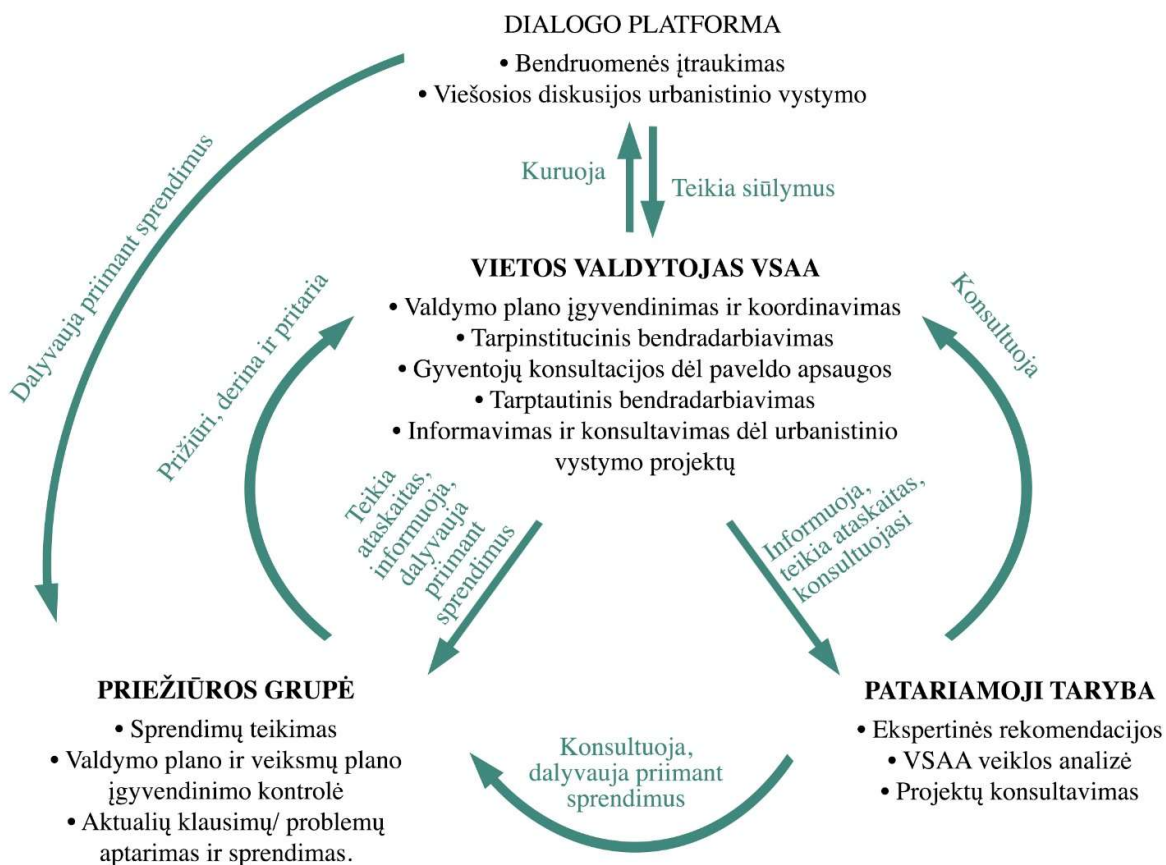 DIALOGO PLATFORMA
• Bendruomenės įtraukimas
• Viešosios diskusijos urbanistinio vystymo
Kuruoja
Teikia siūlymus
Dalyvauja priimant sprendimus
VIETOS VALDYTOJAS VSAA
• Valdymo plano įgyvendinimas ir koordinavimas
• Tarpinstitucinis bendradarbiavimas
• Gyventojų konsultacijos dėl paveldo apsaugos
• Tarptautinis bendradarbiavimas
• Informavimas ir konsultavimas dėl urbanistinio
vystymo projektų
Prižiūri, derina ir pritaria
Konsultuoja
Teikia
ataskaitas,
informuoja,
dalyvauja
priimant
sprendimus
Informuoja,
teikia ataskaitas,
konsultuojasi
PRIEŽIŪROS GRUPĖ
• Sprendimų teikimas
• Valdymo plano ir veiksmų plano
įgyvendinimo kontrolė
• Aktualių klausimų/ problemų
aptarimas ir sprendimas.
Konsultuoja,
dalyvauja priimant
sprendimus
PATARIAMOJI TARYBA
• Ekspertinės rekomendacijos
• VSAA veiklos analizė
• Projektų konsultavimas